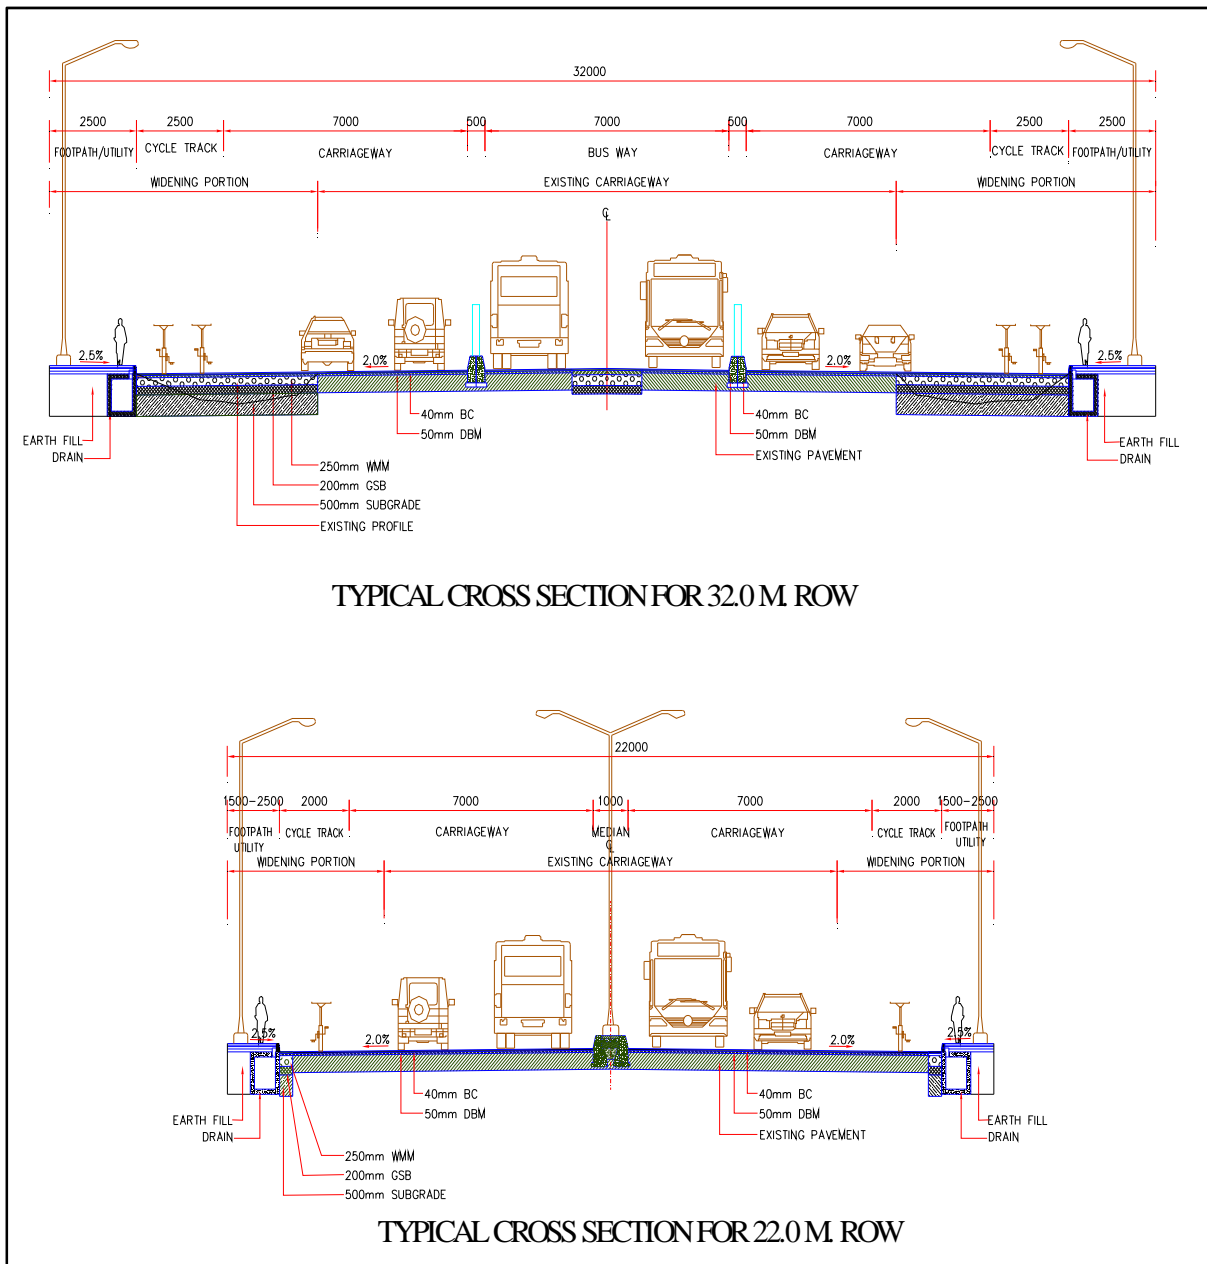 32000
2500 2500 7000 500 7000 500 7000 2500 2500
FOOTPATH/UTILITY CYCLE TRACK CARRIAGEWAY BUS WAY CARRIAGEWAY CYCLE TRACK FOOTPATH/UTILITY
WIDENING PORTION EXISTING CARRIAGEWAY WIDENING PORTION
℄
2.5% 2.0% 2.0% 2.5%
40mm BC 40mm BC
50mm DBM 50mm DBM
EARTH FILL EXISTING PAVEMENT EARTH FILL
DRAIN DRAIN
250mm WMM
200mm GSB
500mm SUBGRADE
EXISTING PROFILE
TYPICAL CROSS SECTION FOR 32.0 M. ROW
22000
1500-2500 2000 7000 1000 7000 2000 1500-2500
FOOTPATH CYCLE TRACK CARRIAGEWAY MEDIAN CARRIAGEWAY CYCLE TRACK FOOTPATH
UTILITY ℄ UTILITY
WIDENING PORTION EXISTING CARRIAGEWAY WIDENING PORTION
2.5% 2.0% 2.0% 2.5%
40mm BC 40mm BC
50mm DBM 50mm DBM
EARTH FILL EXISTING PAVEMENT EARTH FILL
DRAIN DRAIN
250mm WMM
200mm GSB
500mm SUBGRADE
TYPICAL CROSS SECTION FOR 22.0 M. ROW